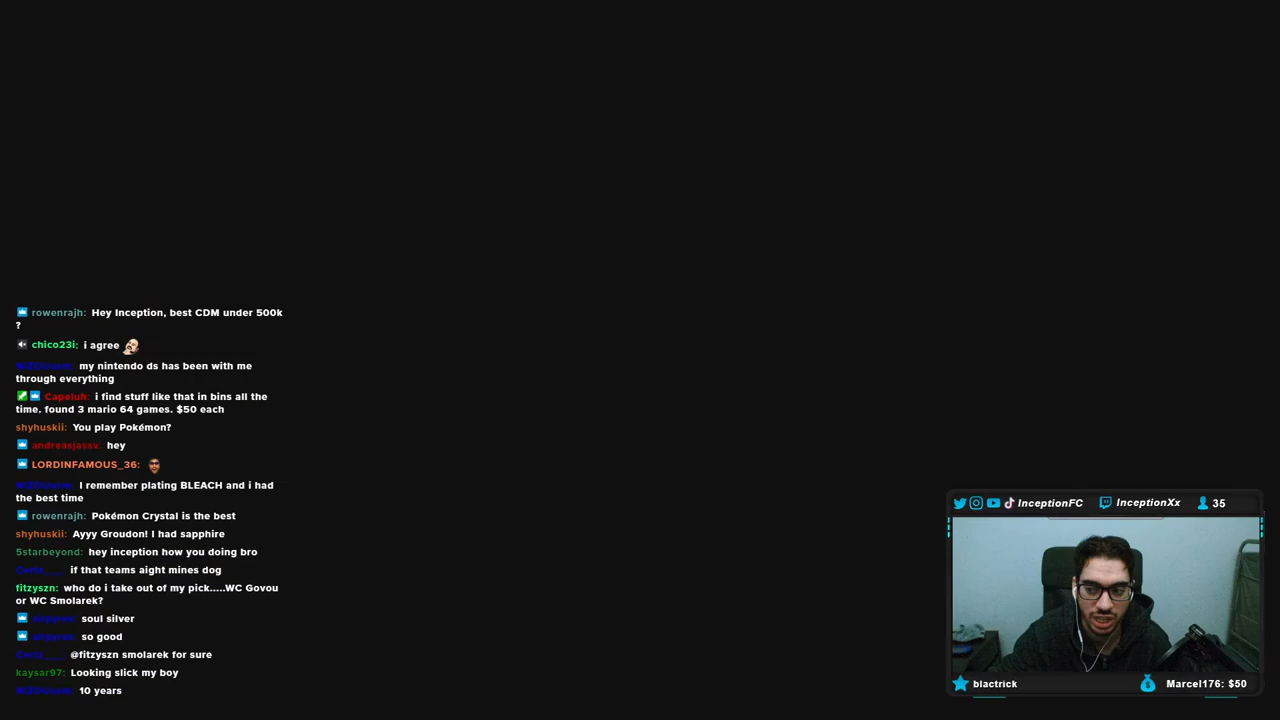 rowenrajh: Hey Inception, best CDM under 500k
?
chico23i: i agree
my nintendo ds has been with me
through everything
Capeluh: i find stuff like that in bins all the
time. found 3 mario 64 games. $50 each
shyhuskii: You play Pokémon?
andreasjassv: hey
LORDINFAMOUS_36:
I remember plating BLEACH and i had
the best time
rowenrajh: Pokémon Crystal is the best
shyhuskii: Ayyy Groudon! I had sapphire
5starbeyond: hey inception how you doing bro
if that teams aight mines dog
fitzyszn: who do i take out of my pick.....WC Govou
or WC Smolarek?
soul silver
so good
@fitzyszn smolarek for sure
kaysar97: Looking slick my boy
10 years
InceptionFC InceptionXx 35
blactrick Marcel176: $50